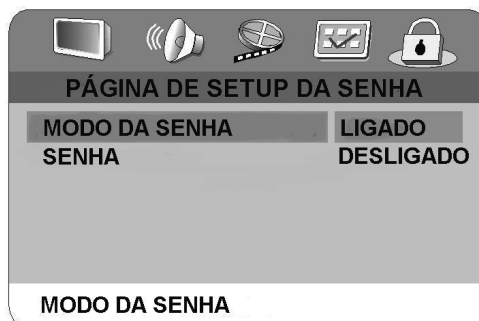 PÁGINA DE SETUP DA SENHA
MODO DA SENHA LIGADO
SENHA DESLIGADO
MODO DA SENHA